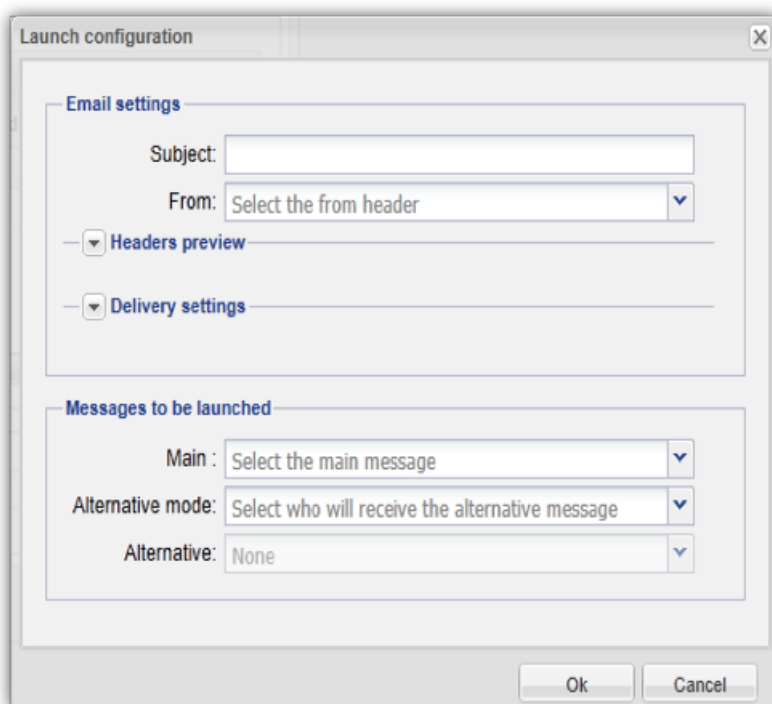 Launch configuration
Email settings
Subject:
From: Select the from header
Headers preview
Delivery settings
Messages to be launched
Main : Select the main message
Alternative mode: Select who will receive the alternative message
Alternative: None
Ok Cancel